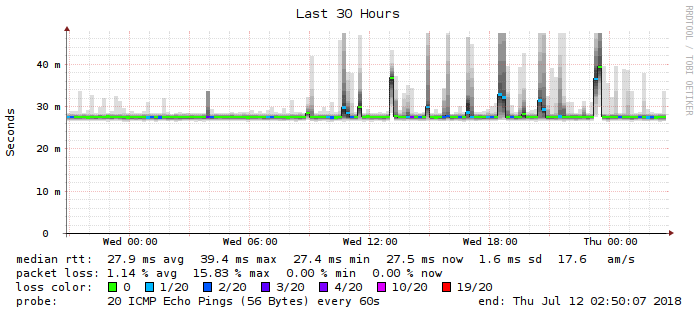 Last 30 Hours
RRDTOOL / TOBI OETIKER
Seconds
40 m
30 m
20 m
10 m
0
Wed 00:00 Wed 06:00 Wed 12:00 Wed 18:00 Thu 00:00
median rtt: 27.9 ms avg 39.4 ms max 27.4 ms min 27.5 ms now 1.6 ms sd 17.6 am/s
packet loss: 1.14 % avg 15.83 % max 0.00 % min 0.00 % now
loss color: 0 1/20 2/20 3/20 4/20 10/20 19/20
probe: 20 ICMP Echo Pings (56 Bytes) every 60s end: Thu Jul 12 02:50:07 2018